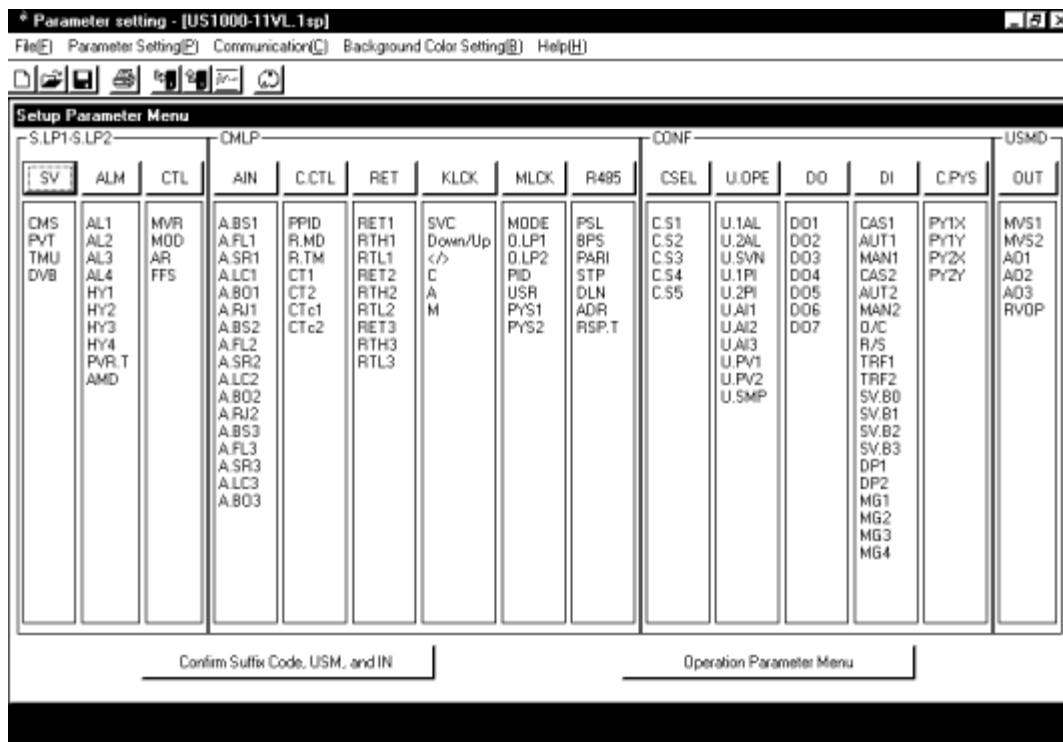 Parameter setting - [US1000-11VL.1sp]
File(F) Parameter Setting(P) Communication(C) Background Color Setting(B) Help(H)
Setup Parameter Menu
S.LP1-S.LP2 CMLP CONF USMD
SV ALM CTL AIN C.CTL RET KLCK MLCK R485 CSEL U.OPE DO DI C.PYS OUT
CMS AL1 MVR A.BS1 PPID RET1 SVC MODE PSL C.S1 U.1AL DO1 CAS1 PY1X MVS1
PVT AL2 MOD A.FL1 R.MD RTH1 Down/Up O.LP1 BPS C.S2 U.2AL DO2 AUT1 PY1Y MVS2
TMU AL3 AR A.SR1 R.TM RTL1 </> O.LP2 PARI C.S3 U.SVN DO3 MAN1 PY2X AO1
DVB AL4 FFS A.LC1 CT1 RET2 C PID STP C.S4 U.1PI DO4 CAS2 PY2Y AO2
HY1 A.BO1 CT2 RTH2 A USR DLN C.S5 U.2PI DO5 AUT2 AO3
HY2 A.RJ1 CTc1 RTL2 M PYS1 ADR U.AI1 DO6 MAN2 RVOP
HY3 A.BS2 CTc2 RET3 PYS2 RSP.T U.AI2 DO7 O/C
HY4 A.FL2 RTH3 U.AI3 R/S
PVR.T A.SR2 RTL3 U.PV1 TRF1
AMD A.LC2 U.PV2 TRF2
A.BO2 U.SMP SV.B0
A.RJ2 SV.B1
A.BS3 SV.B2
A.FL3 SV.B3
A.SR3 DP1
A.LC3 DP2
A.BO3 MG1
MG2
MG3
MG4
Confirm Suffix Code, USM, and IN Operation Parameter Menu